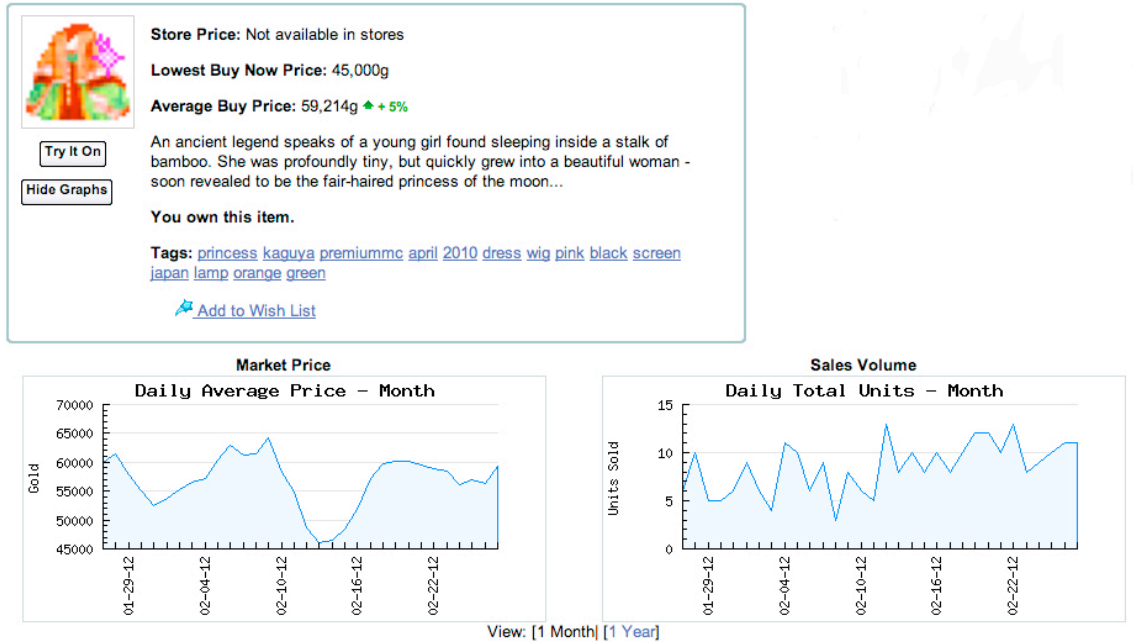 Store Price: Not available in stores
Lowest Buy Now Price: 45,000g
Average Buy Price: 59,214g + 5%
Try It On
Hide Graphs
An ancient legend speaks of a young girl found sleeping inside a stalk of
bamboo. She was profoundly tiny, but quickly grew into a beautiful woman -
soon revealed to be the fair-haired princess of the moon...
You own this item.
Tags: princess kaguya premiummc april 2010 dress wig pink black screen
japan lamp orange green
Add to Wish List
Market Price
Daily Average Price - Month
70000
65000
60000
55000
50000
45000
Gold
01-29-12
02-04-12
02-10-12
02-16-12
02-22-12
Sales Volume
Daily Total Units - Month
15
10
5
0
Units Sold
01-29-12
02-04-12
02-10-12
02-16-12
02-22-12
View: [1 Month| [1 Year]